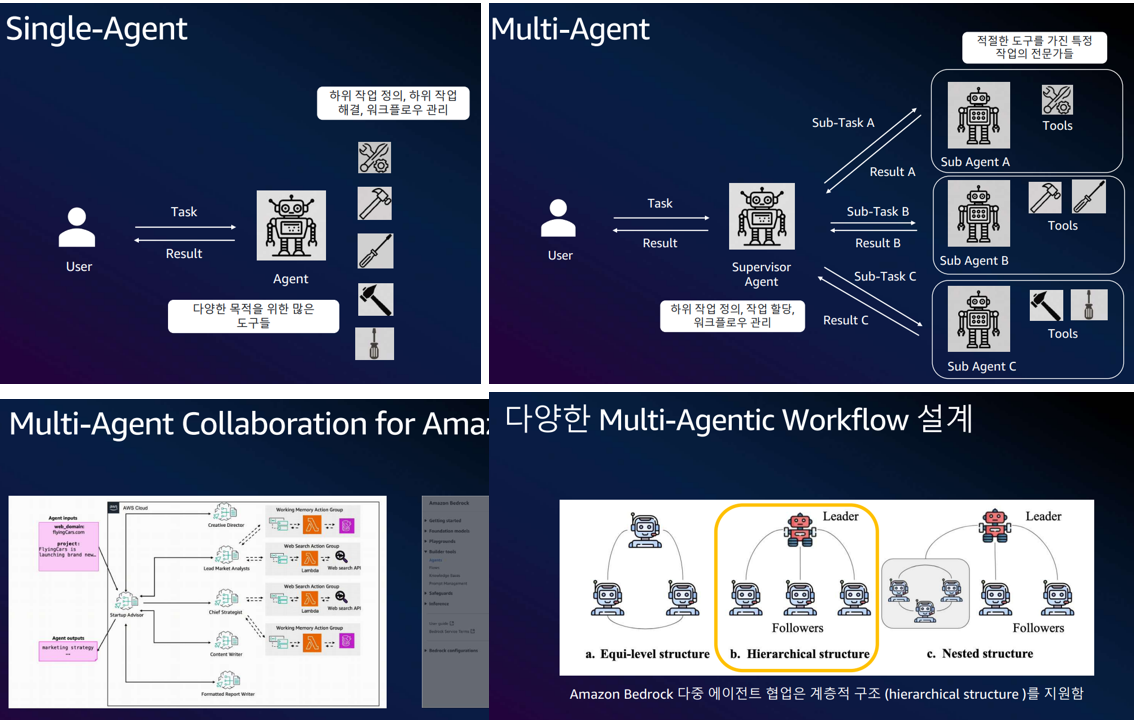 Single-Agent
하위 작업 정의, 하위 작업
해결, 워크플로우 관리
Task
Result
User
Agent
다양한 목적을 위한 많은
도구들
Multi-Agent
적절한 도구를 가진 특정
작업의 전문가들
Sub-Task A
Result A
Tools
Sub Agent A
Task
Result
User
Supervisor
Agent
Sub-Task B
Result B
Tools
Sub Agent B
하위 작업 정의, 작업 할당,
워크플로우 관리
Sub-Task C
Result C
Tools
Sub Agent C
Multi-Agent Collaboration for Amaz
AWS Cloud
Agent inputs
web_domain:
flyingCars.com
project:
FlyingCars is
launching brand new...
Startup Advisor
Agent outputs
marketing strategy
...
Creative Director
Lead Market Analysts
Chief Strategist
Content Writer
Formatted Report Writer
Working Memory Action Group
Web Search Action Group
Lambda
Web search API
Web Search Action Group
Lambda
Web search API
Working Memory Action Group
Amazon Bedrock
Getting started
Foundation models
Playgrounds
Builder tools
Agents
Flows
Knowledge Bases
Prompt Management
Safeguards
Inference
User guide
Bedrock Service Terms
Bedrock configurations
다양한 Multi-Agentic Workflow 설계
Leader
Leader
Followers
Followers
a. Equi-level structure
b. Hierarchical structure
c. Nested structure
Amazon Bedrock 다중 에이전트 협업은 계층적 구조 (hierarchical structure )를 지원함